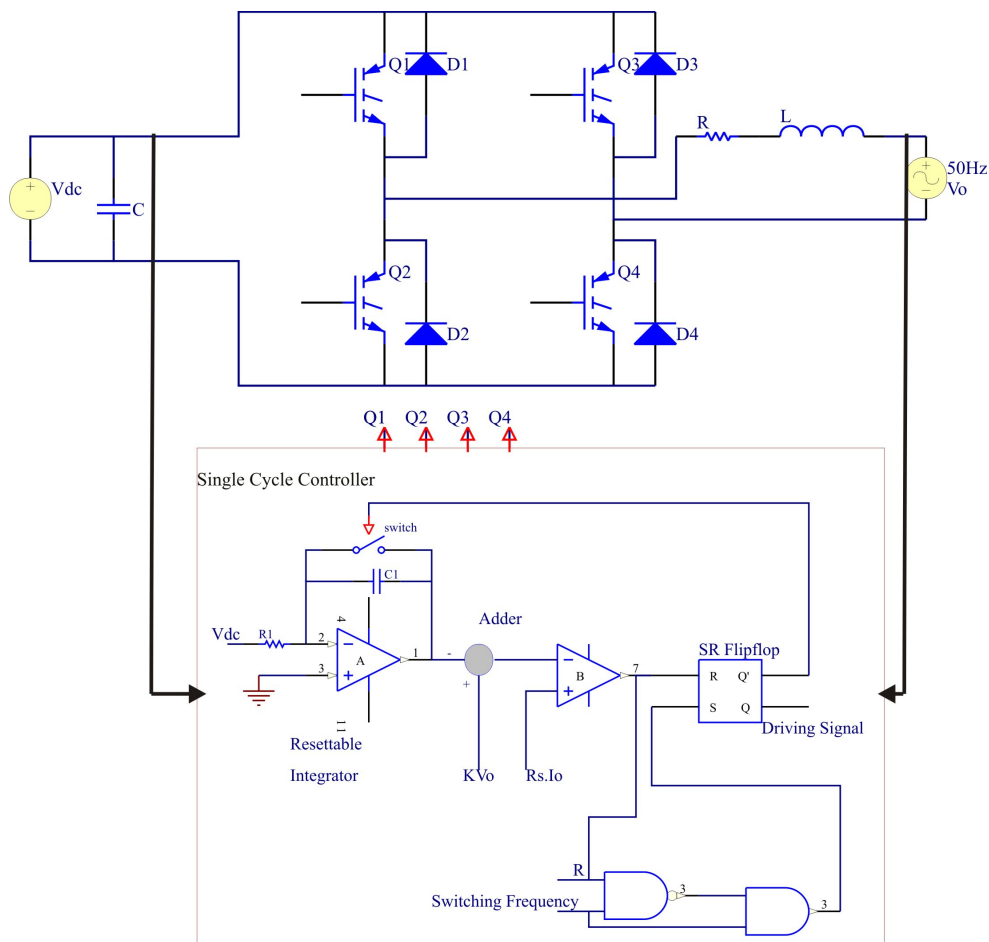 Q1
D1
Q3
D3
R
L
Vdc
C
50Hz
Vo
Q2
D2
Q4
D4
Q1 Q2 Q3 Q4
Single Cycle Controller
switch
C1
Vdc
R1
4
2
3
A
1
11
Resettable
Integrator
-
Adder
+
KVo
Rs.Io
B
7
SR Flipflop
R Q'
S Q
Driving Signal
R
Switching Frequency
3
3